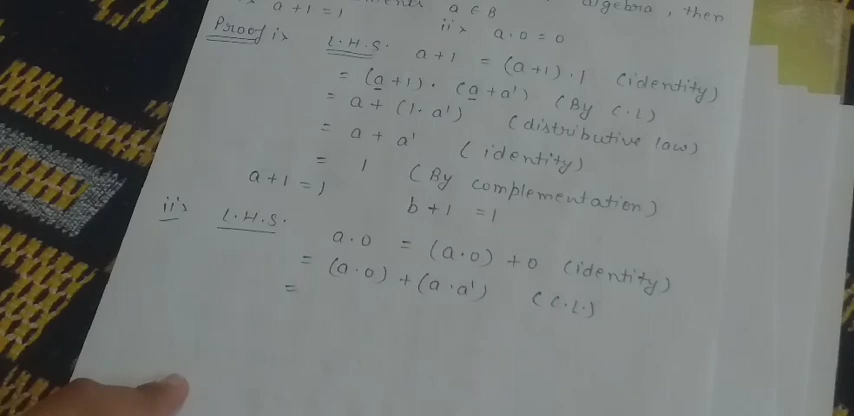 a+1=1 a ∈ B algebra, then
ii> a.0 = 0
Proof i>
L.H.S. a+1 = (a+1).1 (identity)
= (a+1). (a+a') (By C.L)
= a + (1.a') (distributive law)
= a + a' (identity)
= 1 (By complementation)
a+1=1 b+1 =1
ii> L.H.S.
a.0 = (a.0) +0 (identity)
= (a.0) +(a.a') (C.L.)
=